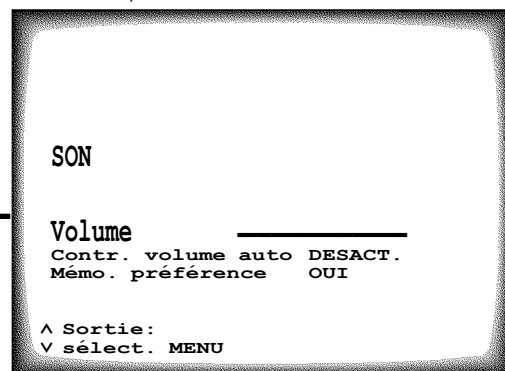 SON
Volume
Contr. volume auto DESACT.
Mémo. préférence OUI
∧ Sortie:
∨ sélect. MENU